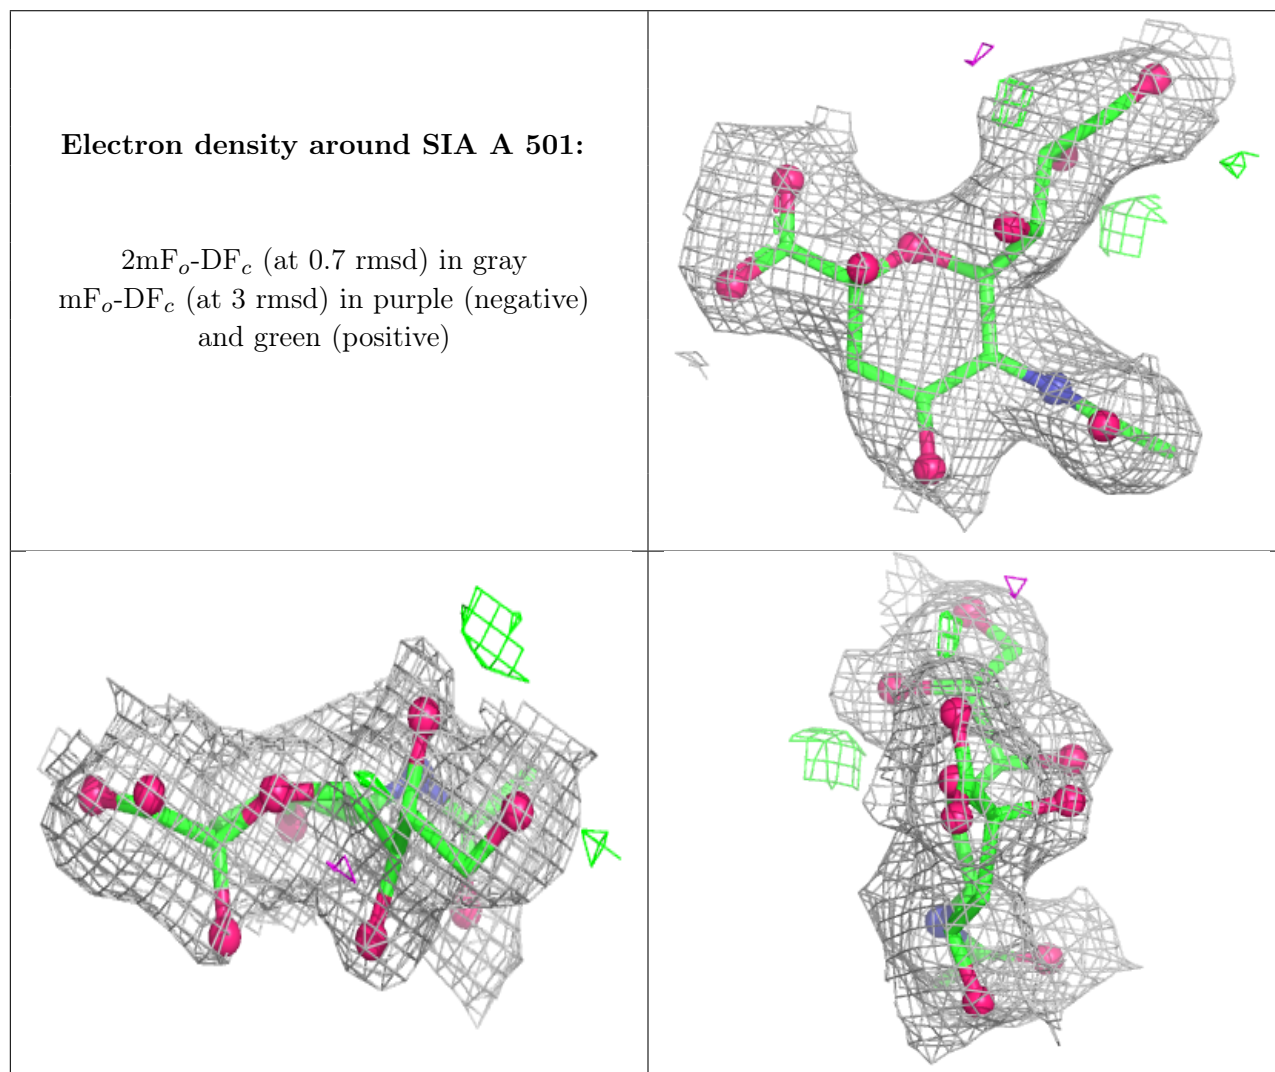 Electron density around SIA A 501:
2mFo-DFc (at 0.7 rmsd) in gray
mFo-DFc (at 3 rmsd) in purple (negative)
and green (positive)